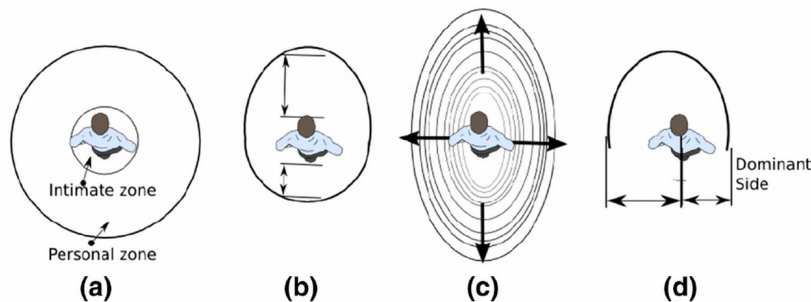 Intimate zone
Personal zone
Dominant
Side
(a)
(b)
(c)
(d)